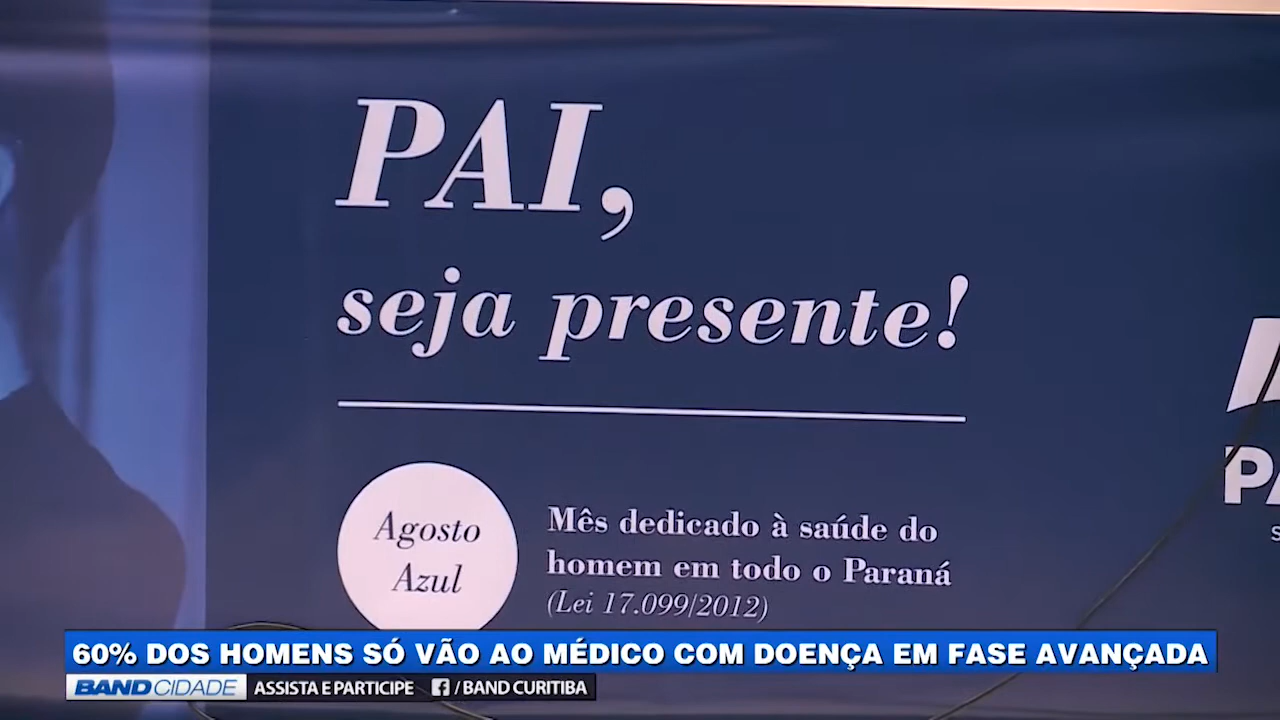 PAI,
seja presente!
Agosto
Azul
Mês dedicado à saúde do
homem em todo o Paraná
(Lei 17.099/2012)
60% DOS HOMENS SÓ VÃO AO MÉDICO COM DOENÇA EM FASE AVANÇADA
BAND CIDADE ASSISTA E PARTICIPE f/BAND CURITIBA